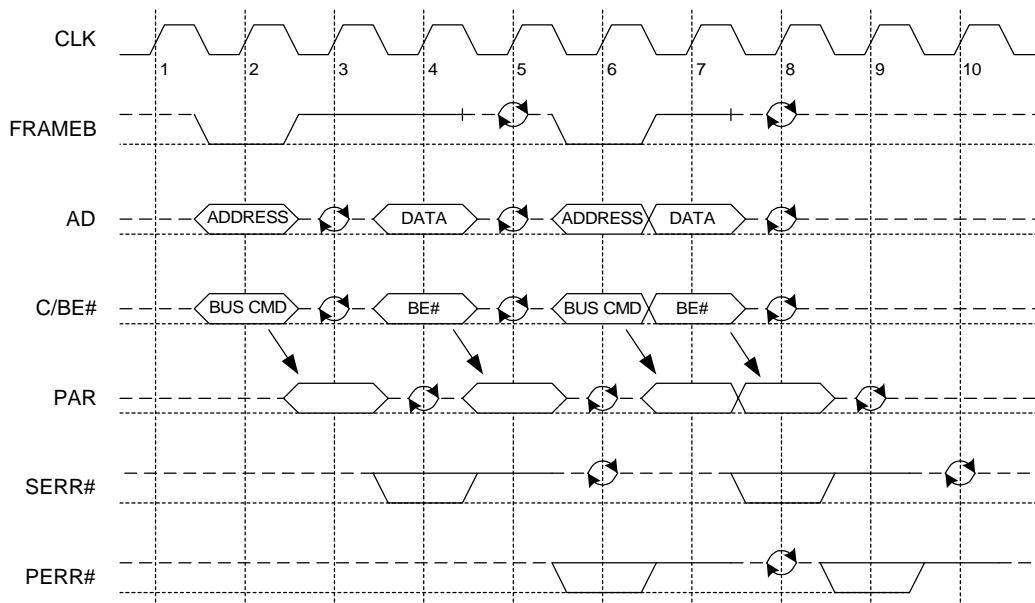 CLK
1 2 3 4 5 6 7 8 9 10
FRAMEB
AD ADDRESS DATA ADDRESS DATA
C/BE# BUS CMD BE# BUS CMD BE#
PAR
SERR#
PERR#